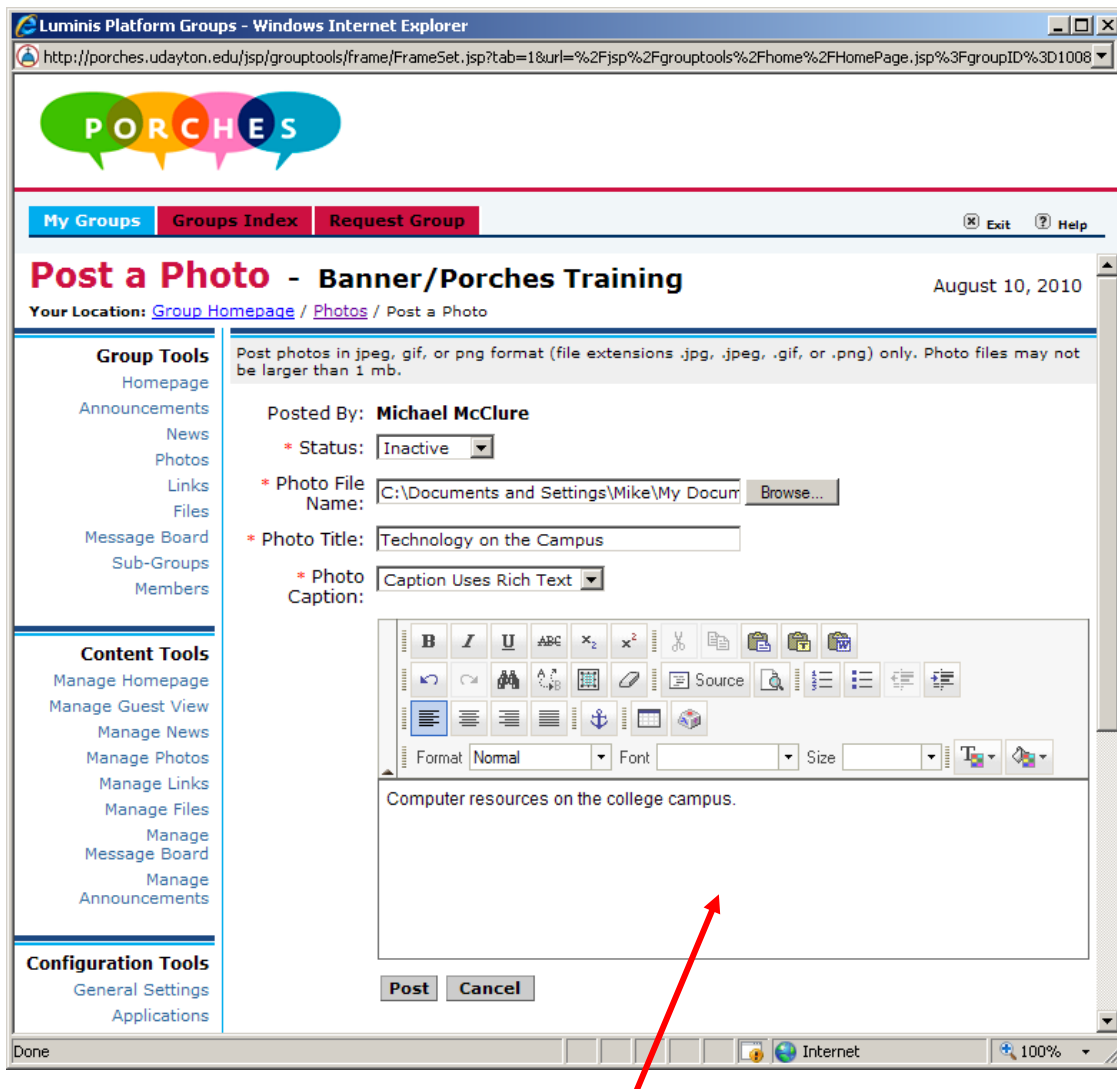 Luminis Platform Groups - Windows Internet Explorer
http://porches.udayton.edu/jsp/grouptools/frame/FrameSet.jsp?tab=1&url=%2Fjsp%2Fgrouptools%2Fhome%2FHomePage.jsp%3FgroupID%3D1008
PORCHES
My Groups Groups Index Request Group Exit Help
Post a Photo - Banner/Porches Training August 10, 2010
Your Location: Group Homepage / Photos / Post a Photo
Group Tools
Homepage
Announcements
News
Photos
Links
Files
Message Board
Sub-Groups
Members
Content Tools
Manage Homepage
Manage Guest View
Manage News
Manage Photos
Manage Links
Manage Files
Manage
Message Board
Manage
Announcements
Configuration Tools
General Settings
Applications
Post photos in jpeg, gif, or png format (file extensions .jpg, .jpeg, .gif, or .png) only. Photo files may not
be larger than 1 mb.
Posted By: Michael McClure
* Status: Inactive
* Photo File
Name: C:\Documents and Settings\Mike\My Docum Browse...
* Photo Title: Technology on the Campus
* Photo
Caption: Caption Uses Rich Text
B I U ABC x₂ x²
Source
Format Normal Font Size
Computer resources on the college campus.
Post Cancel
Done Internet 100%